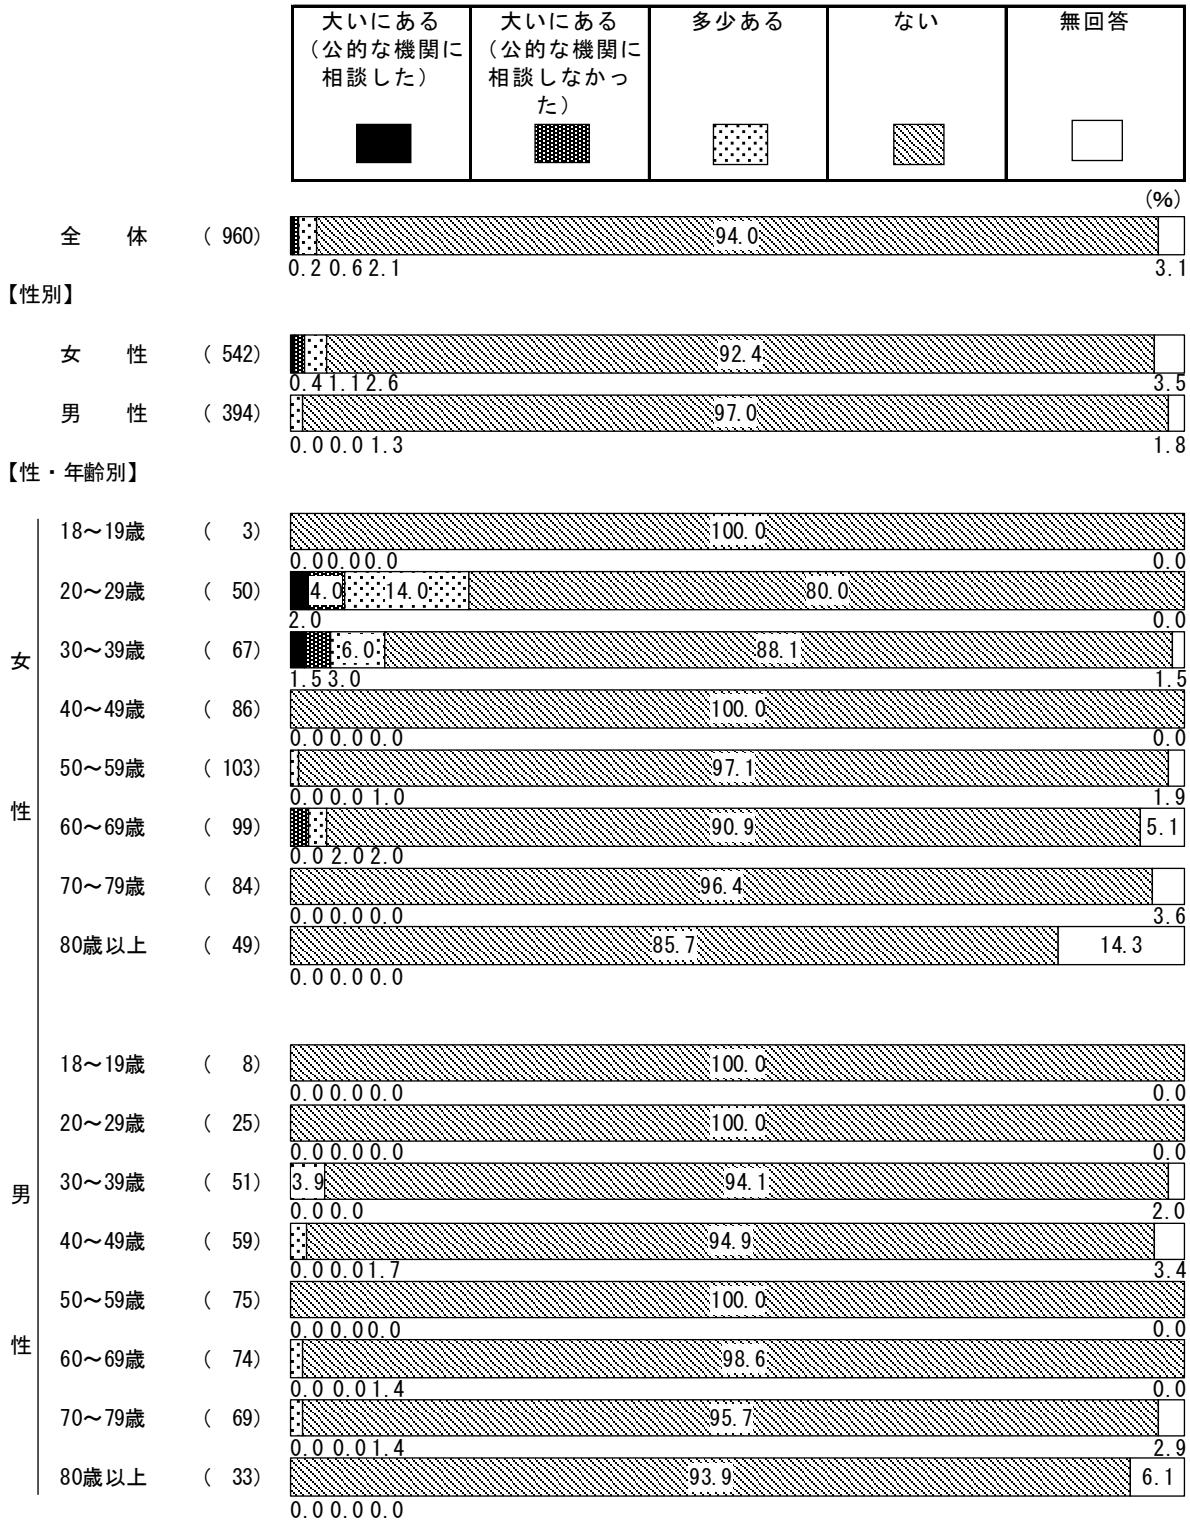 大いにある
（公的な機関に
相談した）
大いにある
（公的な機関に
相談しなかっ
た）
多少ある
ない
無回答
(%)
全　体 ( 960) 94.0
0.2 0.6 2.1 3.1
【性別】
女　性 ( 542) 92.4
0.4 1.1 2.6 3.5
男　性 ( 394) 97.0
0.0 0.0 1.3 1.8
【性・年齢別】
女性
18～19歳 ( 3) 100.0
0.0 0.0 0.0 0.0
20～29歳 ( 50) 4.0 14.0 80.0
2.0 0.0
30～39歳 ( 67) 6.0 88.1
1.5 3.0 1.5
40～49歳 ( 86) 100.0
0.0 0.0 0.0 0.0
50～59歳 ( 103) 97.1
0.0 0.0 1.0 1.9
60～69歳 ( 99) 90.9 5.1
0.0 2.0 2.0
70～79歳 ( 84) 96.4
0.0 0.0 0.0 3.6
80歳以上 ( 49) 85.7 14.3
0.0 0.0 0.0
男性
18～19歳 ( 8) 100.0
0.0 0.0 0.0 0.0
20～29歳 ( 25) 100.0
0.0 0.0 0.0 0.0
30～39歳 ( 51) 3.9 94.1
0.0 0.0 2.0
40～49歳 ( 59) 94.9
0.0 0.0 1.7 3.4
50～59歳 ( 75) 100.0
0.0 0.0 0.0 0.0
60～69歳 ( 74) 98.6
0.0 0.0 1.4 0.0
70～79歳 ( 69) 95.7
0.0 0.0 1.4 2.9
80歳以上 ( 33) 93.9 6.1
0.0 0.0 0.0